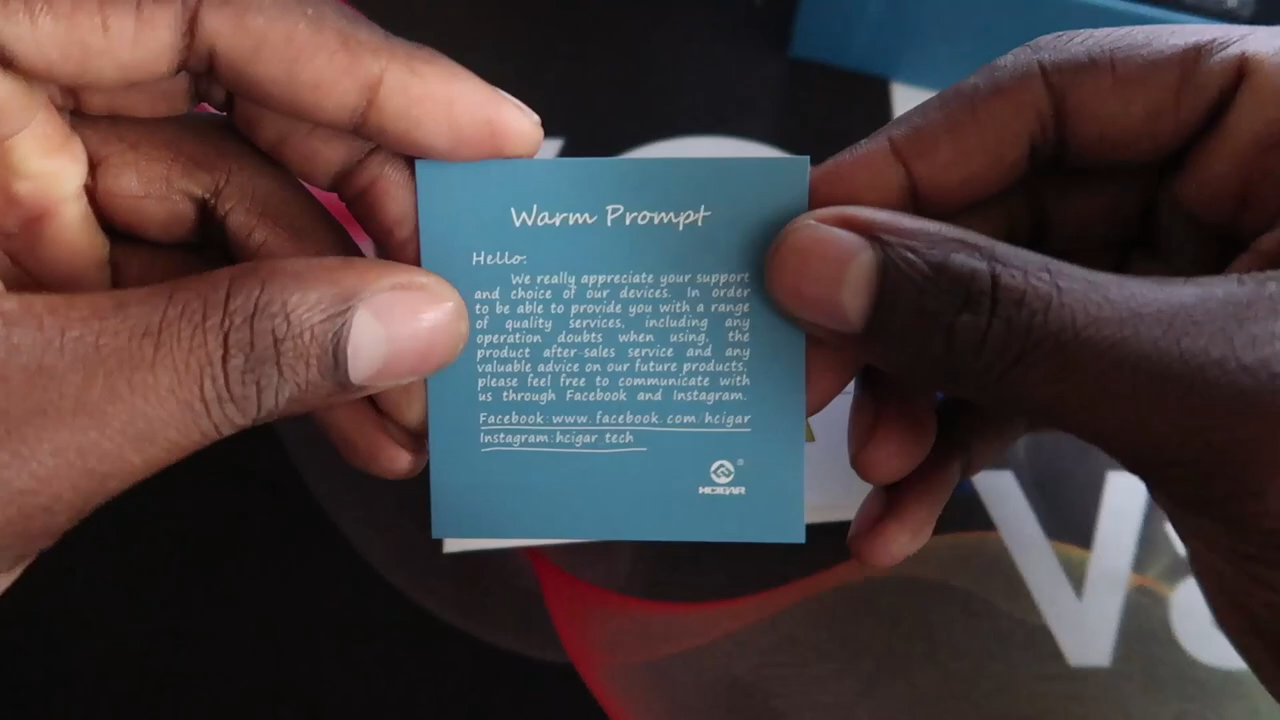 Warm Prompt
Hello:
We really appreciate your support
and choice of our devices. In order
to be able to provide you with a range
of quality services, including any
operation doubts when using, the
product after-sales service and any
valuable advice on our future products,
please feel free to communicate with
us through Facebook and Instagram.
Facebook:www.facebook.com/hcigar
Instagram:hcigar tech
®
HCIGAR
V